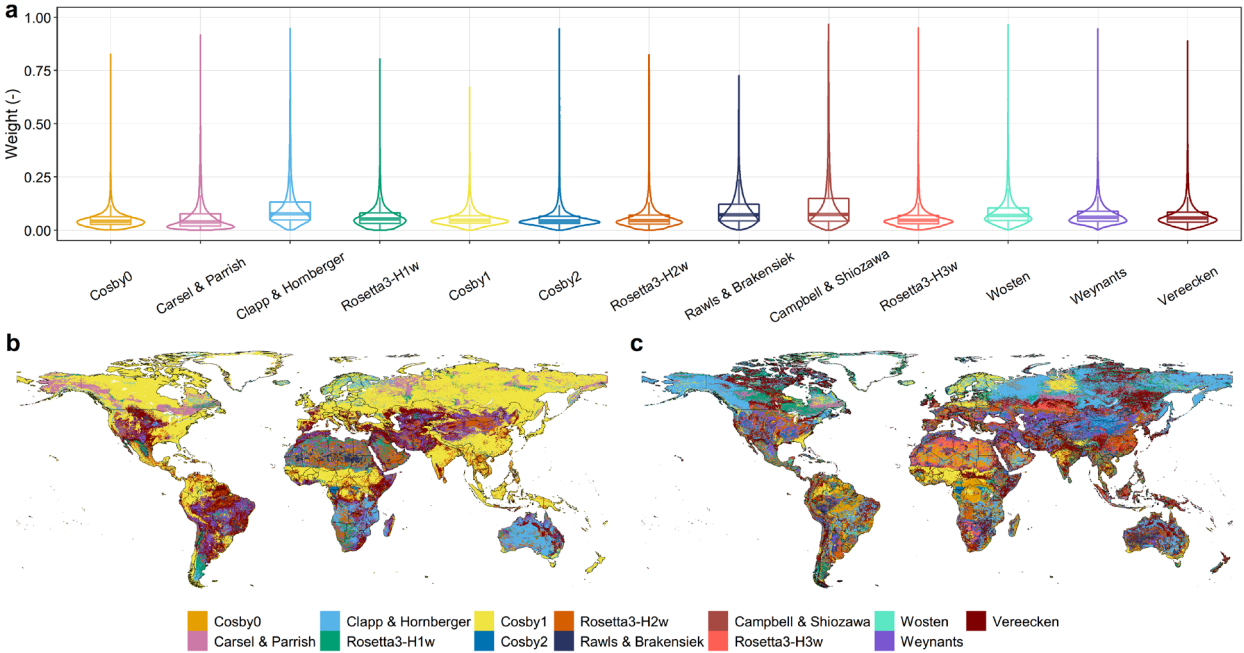 a
1.00
0.75
0.50
0.25
0.00
Weight (-)
Cosby0
Carsel & Parrish
Clapp & Hornberger
Rosetta3-H1w
Cosby1
Cosby2
Rosetta3-H2w
Rawls & Brakensiek
Campbell & Shiozawa
Rosetta3-H3w
Wosten
Weynants
Vereecken
b
c
Cosby0 Clapp & Hornberger Cosby1 Rosetta3-H2w Campbell & Shiozawa Wosten Vereecken
Carsel & Parrish Rosetta3-H1w Cosby2 Rawls & Brakensiek Rosetta3-H3w Weynants